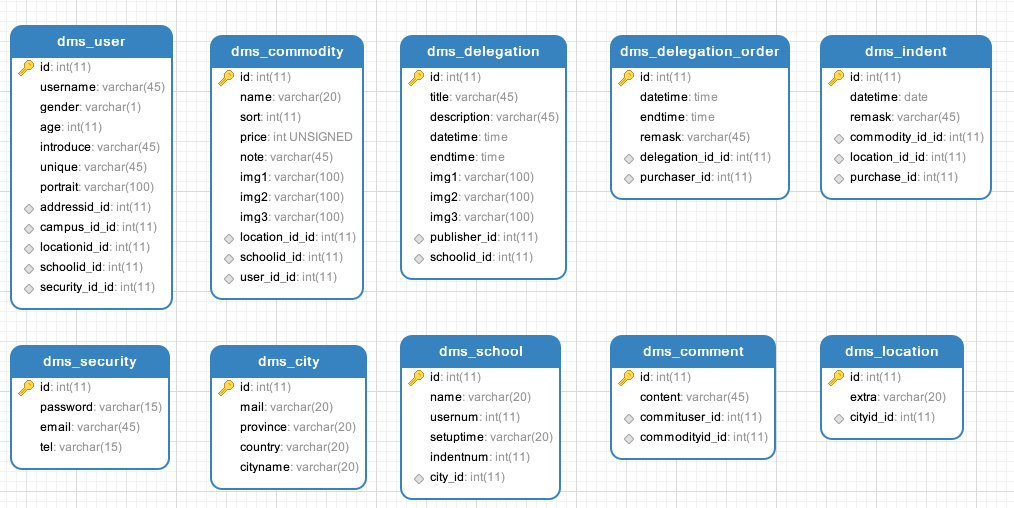 dms_user
id: int(11)
username: varchar(45)
gender: varchar(1)
age: int(11)
introduce: varchar(45)
unique: varchar(45)
portrait: varchar(100)
addressid_id: int(11)
campus_id_id: int(11)
locationid_id: int(11)
schoolid_id: int(11)
security_id_id: int(11)
dms_commodity
id: int(11)
name: varchar(20)
sort: int(11)
price: int UNSIGNED
note: varchar(45)
img1: varchar(100)
img2: varchar(100)
img3: varchar(100)
location_id_id: int(11)
schoolid_id: int(11)
user_id_id: int(11)
dms_delegation
id: int(11)
title: varchar(45)
description: varchar(45)
datetime: time
endtime: time
img1: varchar(100)
img2: varchar(100)
img3: varchar(100)
publisher_id: int(11)
schoolid_id: int(11)
dms_delegation_order
id: int(11)
datetime: time
endtime: time
remask: varchar(45)
delegation_id_id: int(11)
purchaser_id: int(11)
dms_indent
id: int(11)
datetime: date
remask: varchar(45)
commodity_id_id: int(11)
location_id_id: int(11)
purchase_id: int(11)
dms_security
id: int(11)
password: varchar(15)
email: varchar(45)
tel: varchar(15)
dms_city
id: int(11)
mail: varchar(20)
province: varchar(20)
country: varchar(20)
cityname: varchar(20)
dms_school
id: int(11)
name: varchar(20)
usernum: int(11)
setuptime: varchar(20)
indentnum: int(11)
city_id: int(11)
dms_comment
id: int(11)
content: varchar(45)
commituser_id: int(11)
commodityid_id: int(11)
dms_location
id: int(11)
extra: varchar(20)
cityid_id: int(11)